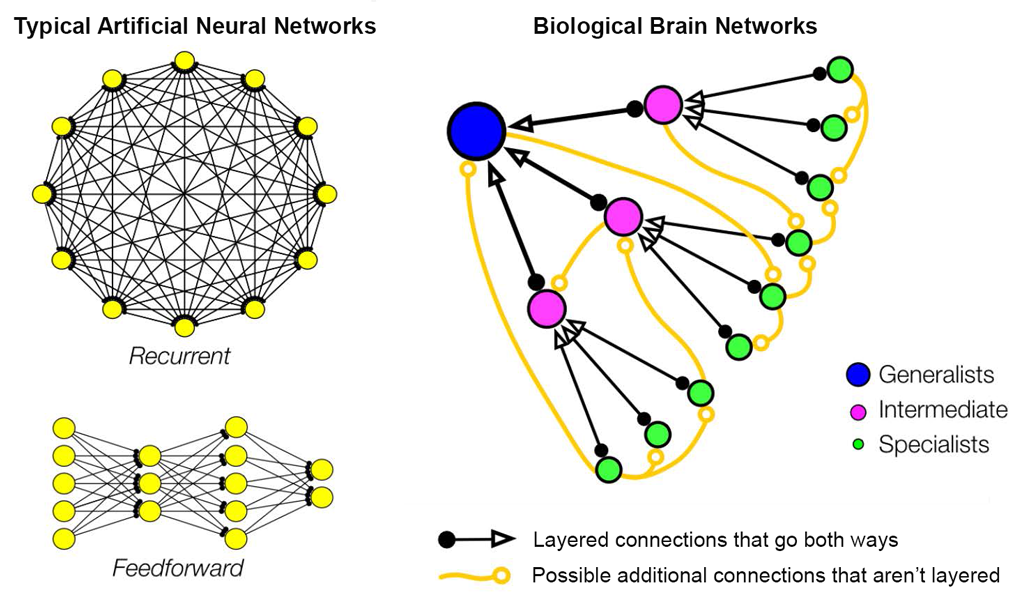 Typical Artificial Neural Networks
Biological Brain Networks
Recurrent
Feedforward
Generalists
Intermediate
Specialists
Layered connections that go both ways
Possible additional connections that aren't layered